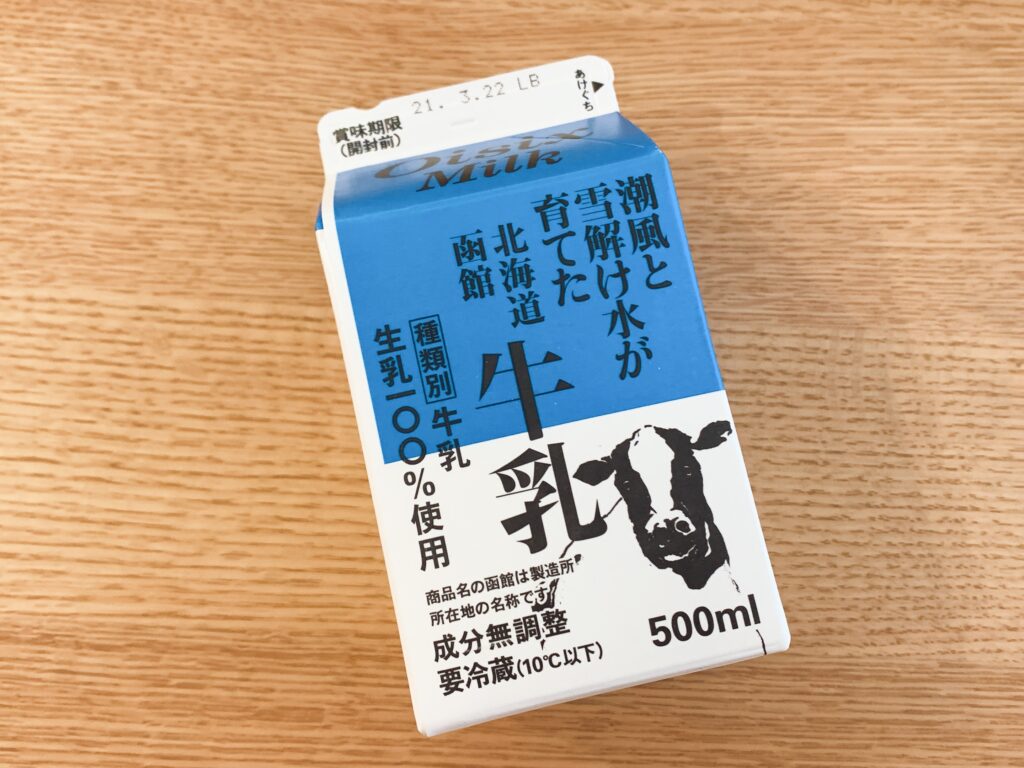 21. 3.22 LB
あけぐち
賞味期限
(開封前)
Oisix
Milk
潮風と
雪解け水が
育てた
北海道
函館
牛乳
種類別 牛乳
生乳一〇〇%使用
商品名の函館は製造所
所在地の名称です
成分無調整
要冷蔵(10℃以下)
500ml